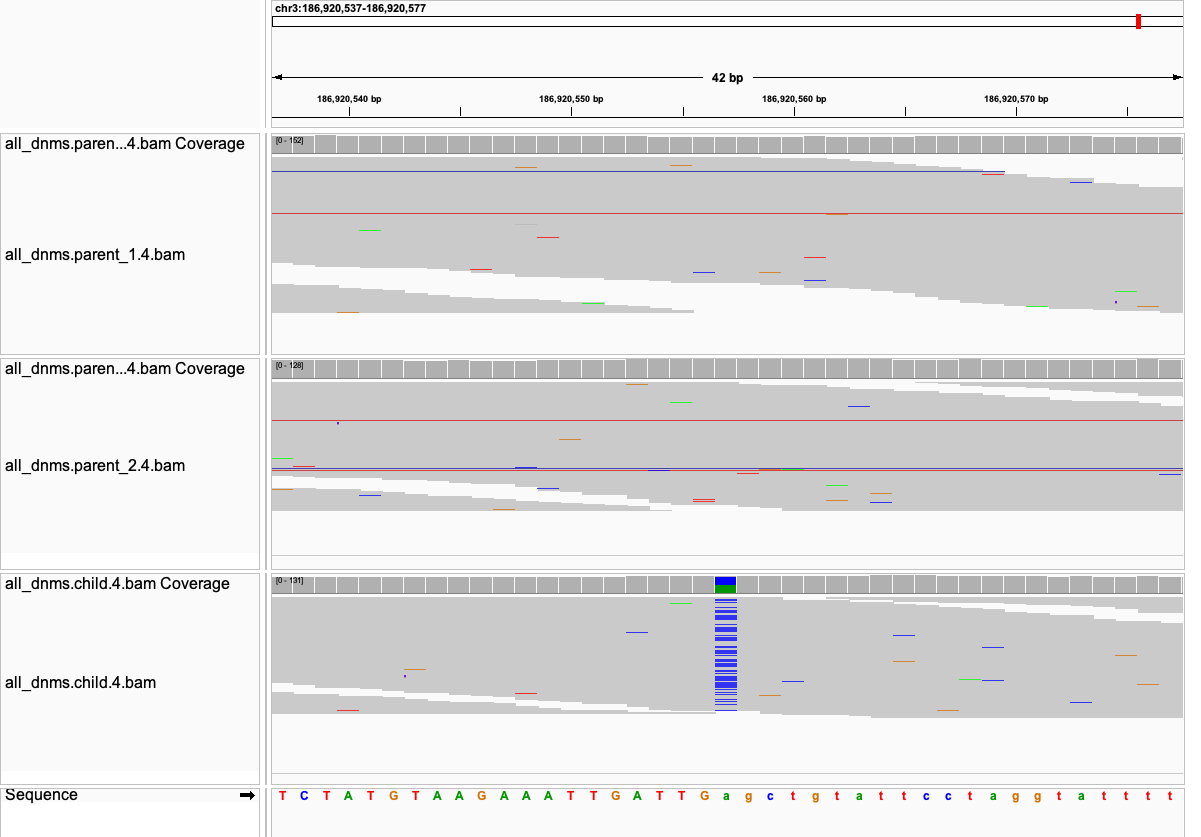 chr3:186,920,537-186,920,577
42 bp
186,920,540 bp 186,920,550 bp 186,920,560 bp 186,920,570 bp
all_dnms.paren...4.bam Coverage
[0 - 152]
all_dnms.parent_1.4.bam
all_dnms.paren...4.bam Coverage
[0 - 128]
all_dnms.parent_2.4.bam
all_dnms.child.4.bam Coverage
[0 - 131]
all_dnms.child.4.bam
Sequence T C T A T G T A A G A A A T T G A T T G a g c t g t a t t c c t a g g t a t t t t